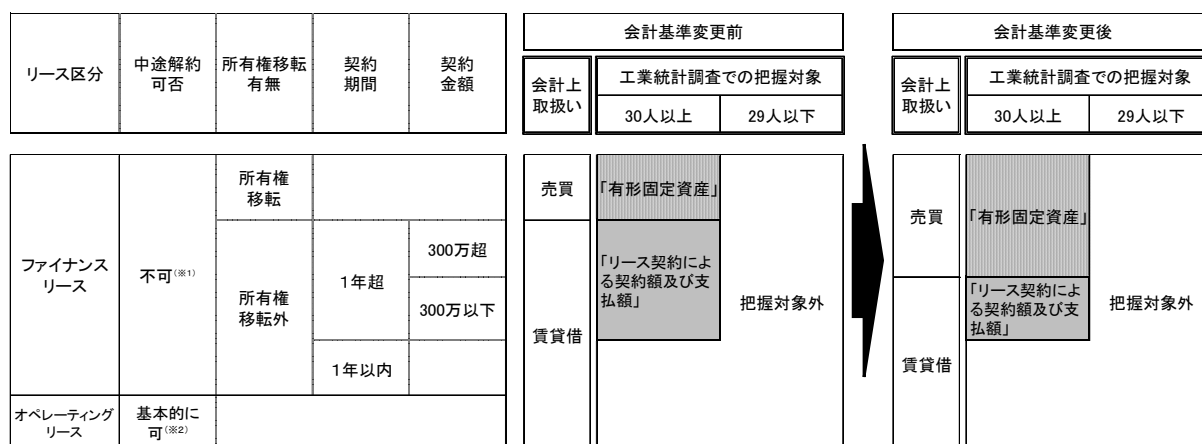 リース区分
中途解約
可否
所有権移転
有無
契約
期間
契約
金額
会計基準変更前
会計上
取扱い
工業統計調査での把握対象
30人以上
29人以下
会計基準変更後
会計上
取扱い
工業統計調査での把握対象
30人以上
29人以下
ファイナンス
リース
不可(※1)
所有権
移転
所有権
移転外
1年超
300万超
300万以下
1年以内
オペレーティング
リース
基本的に
可(※2)
売買
「有形固定資産」
賃貸借
「リース契約によ
る契約額及び支
払額」
把握対象外
売買
「有形固定資産」
賃貸借
「リース契約によ
る契約額及び支
払額」
把握対象外